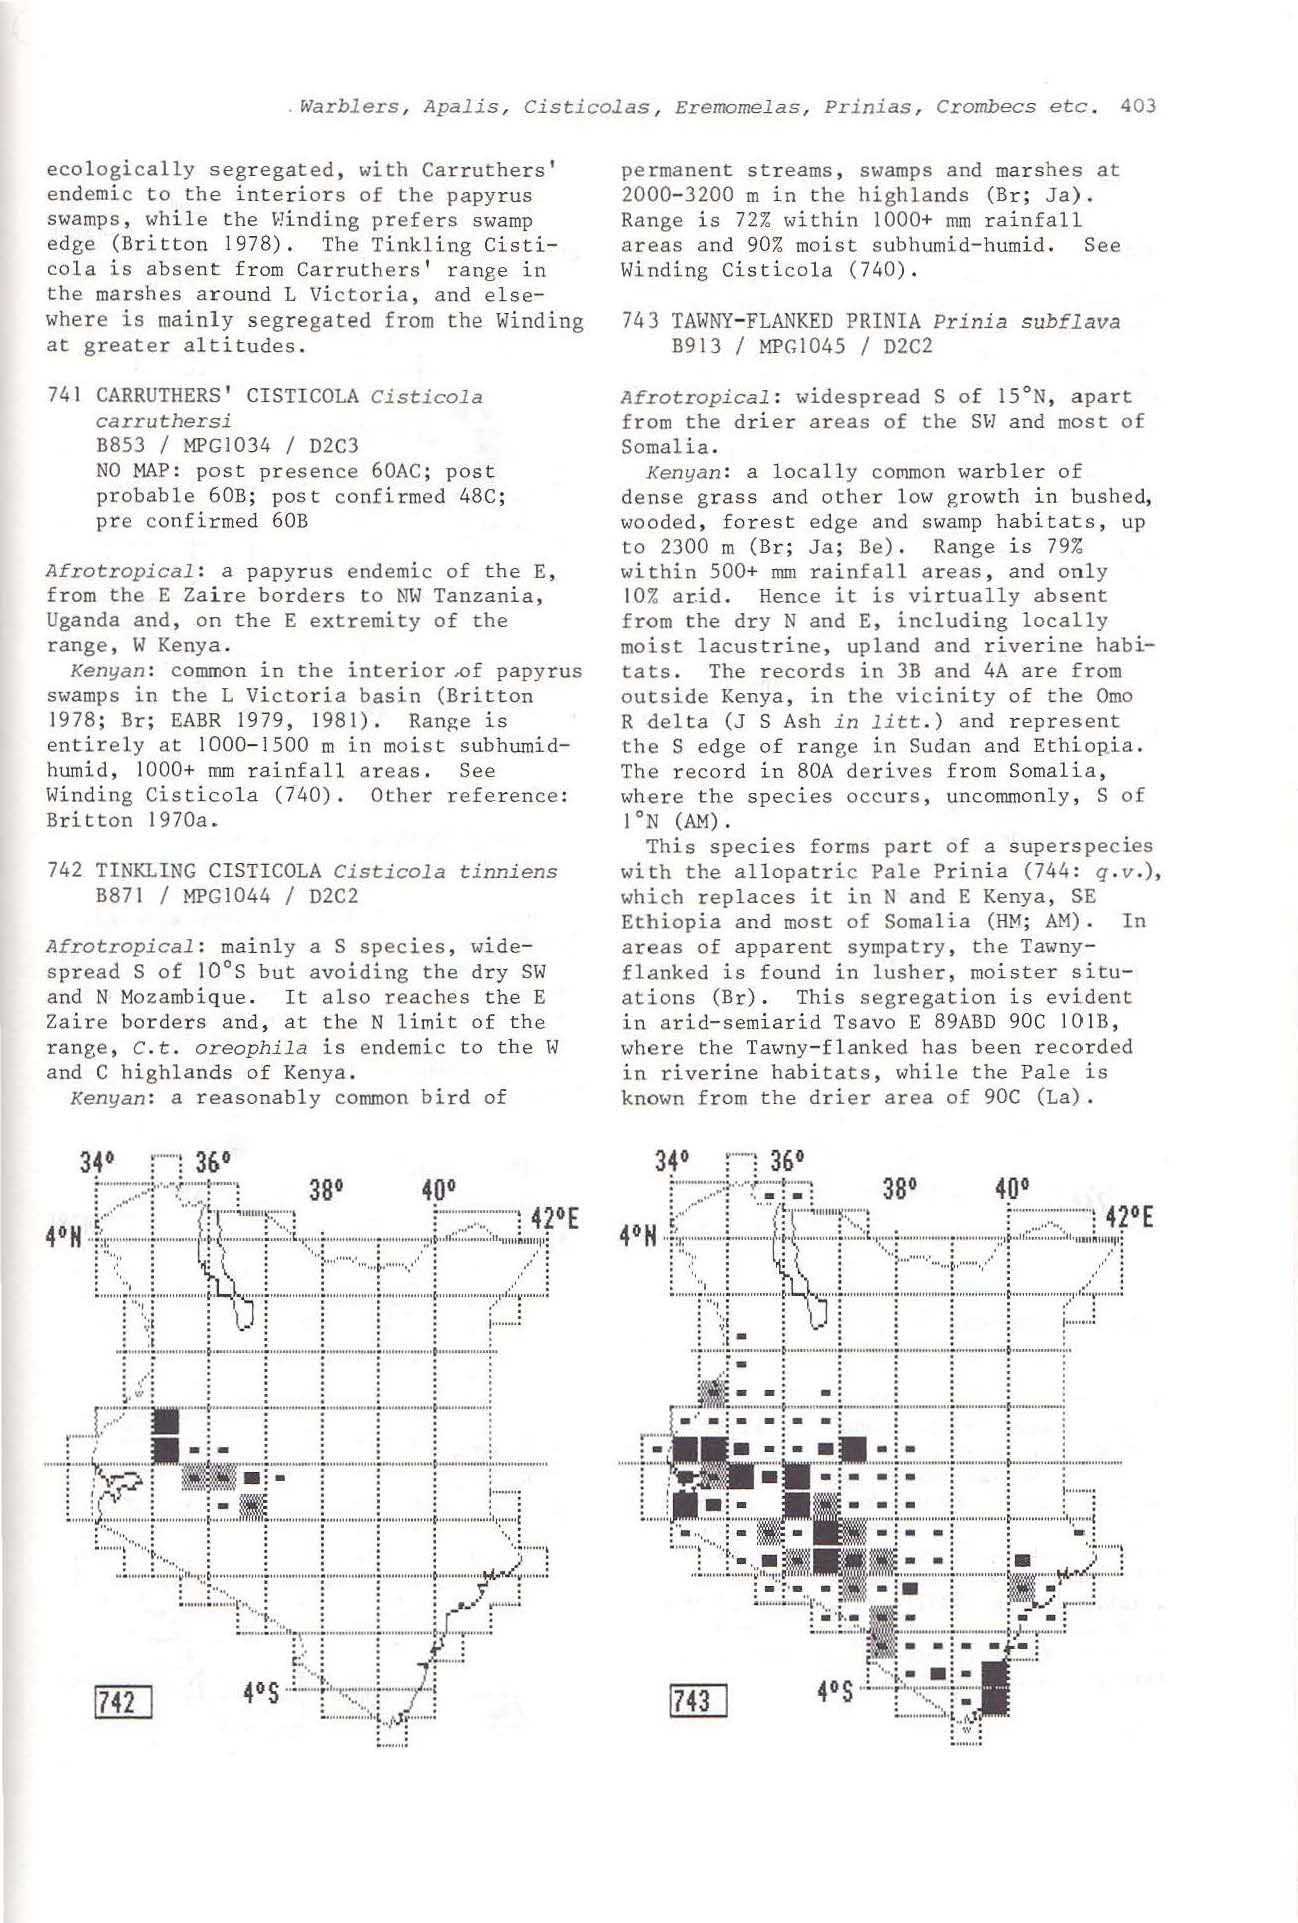 Warblers, Apalis, Cisticolas, Eremomelas, Prinias, Crombecs etc. 403
ecologically segregated, with Carruthers'
endemic to the interiors of the papyrus
swamps, while the Winding prefers swamp
edge (Britton 1978). The Tinkling Cisti-
cola is absent from Carruthers' range in
the marshes around L Victoria, and else-
where is mainly segregated from the Winding
at greater altitudes.
741 CARRUTHERS' CISTICOLA Cisticola
carruthersi
B853 / MPG1034 / D2C3
NO MAP: post presence 60AC; post
probable 60B; post confirmed 48C;
pre confirmed 60B
Afrotropical: a papyrus endemic of the E,
from the E Zaire borders to NW Tanzania,
Uganda and, on the E extremity of the
range, W Kenya.
Kenyan: common in the interior of papyrus
swamps in the L Victoria basin (Britton
1978; Br; EABR 1979, 1981). Range is
entirely at 1000-1500 m in moist subhumid-
humid, 1000+ mm rainfall areas. See
Winding Cisticola (740). Other reference:
Britton 1970a.
742 TINKLING CISTICOLA Cisticola tinniens
B871 / MPG1044 / D2C2
Afrotropical: mainly a S species, wide-
spread S of 10°S but avoiding the dry SW
and N Mozambique. It also reaches the E
Zaire borders and, at the N limit of the
range, C.t. oreophila is endemic to the W
and C highlands of Kenya.
Kenyan: a reasonably common bird of
permanent streams, swamps and marshes at
2000-3200 m in the highlands (Br; Ja).
Range is 72% within 1000+ mm rainfall
areas and 90% moist subhumid-humid. See
Winding Cisticola (740).
743 TAWNY-FLANKED PRINIA Prinia subflava
B913 / MPG1045 / D2C2
Afrotropical: widespread S of 15°N, apart
from the drier areas of the SW and most of
Somalia.
Kenyan: a locally common warbler of
dense grass and other low growth in bushed,
wooded, forest edge and swamp habitats, up
to 2300 m (Br; Ja; Be). Range is 79%
within 500+ mm rainfall areas, and only
10% arid. Hence it is virtually absent
from the dry N and E, including locally
moist lacustrine, upland and riverine habi-
tats. The records in 3B and 4A are from
outside Kenya, in the vicinity of the Omo
R delta (J S Ash in litt.) and represent
the S edge of range in Sudan and Ethiopia.
The record in 80A derives from Somalia,
where the species occurs, uncommonly, S of
1°N (AM).
This species forms part of a superspecies
with the allopatric Pale Prinia (744: q.v.),
which replaces it in N and E Kenya, SE
Ethiopia and most of Somalia (HM; AM). In
areas of apparent sympatry, the Tawny-
flanked is found in lusher, moister situ-
ations (Br). This segregation is evident
in arid-semiarid Tsavo E 89ABD 90C 101B,
where the Tawny-flanked has been recorded
in riverine habitats, while the Pale is
known from the drier area of 90C (La).
34° 36°
38° 40°
42°E
4°N
4°S
742
34° 36°
38° 40°
42°E
4°N
4°S
743